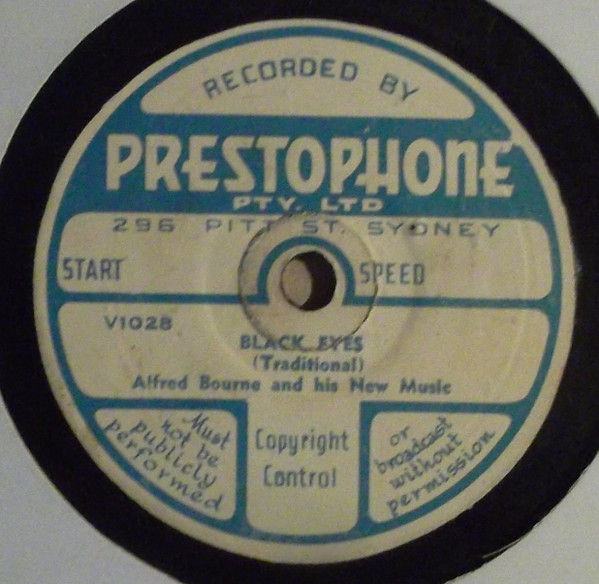 RECORDED BY
PRESTOPHONE
PTY. LTD
296 PITT ST. SYDNEY
START SPEED
V1028
BLACK EYES
(Traditional)
Alfred Bourne and his New Music
Must
not be
publicly
performed
Copyright
Control
or
broadcast
without
permission